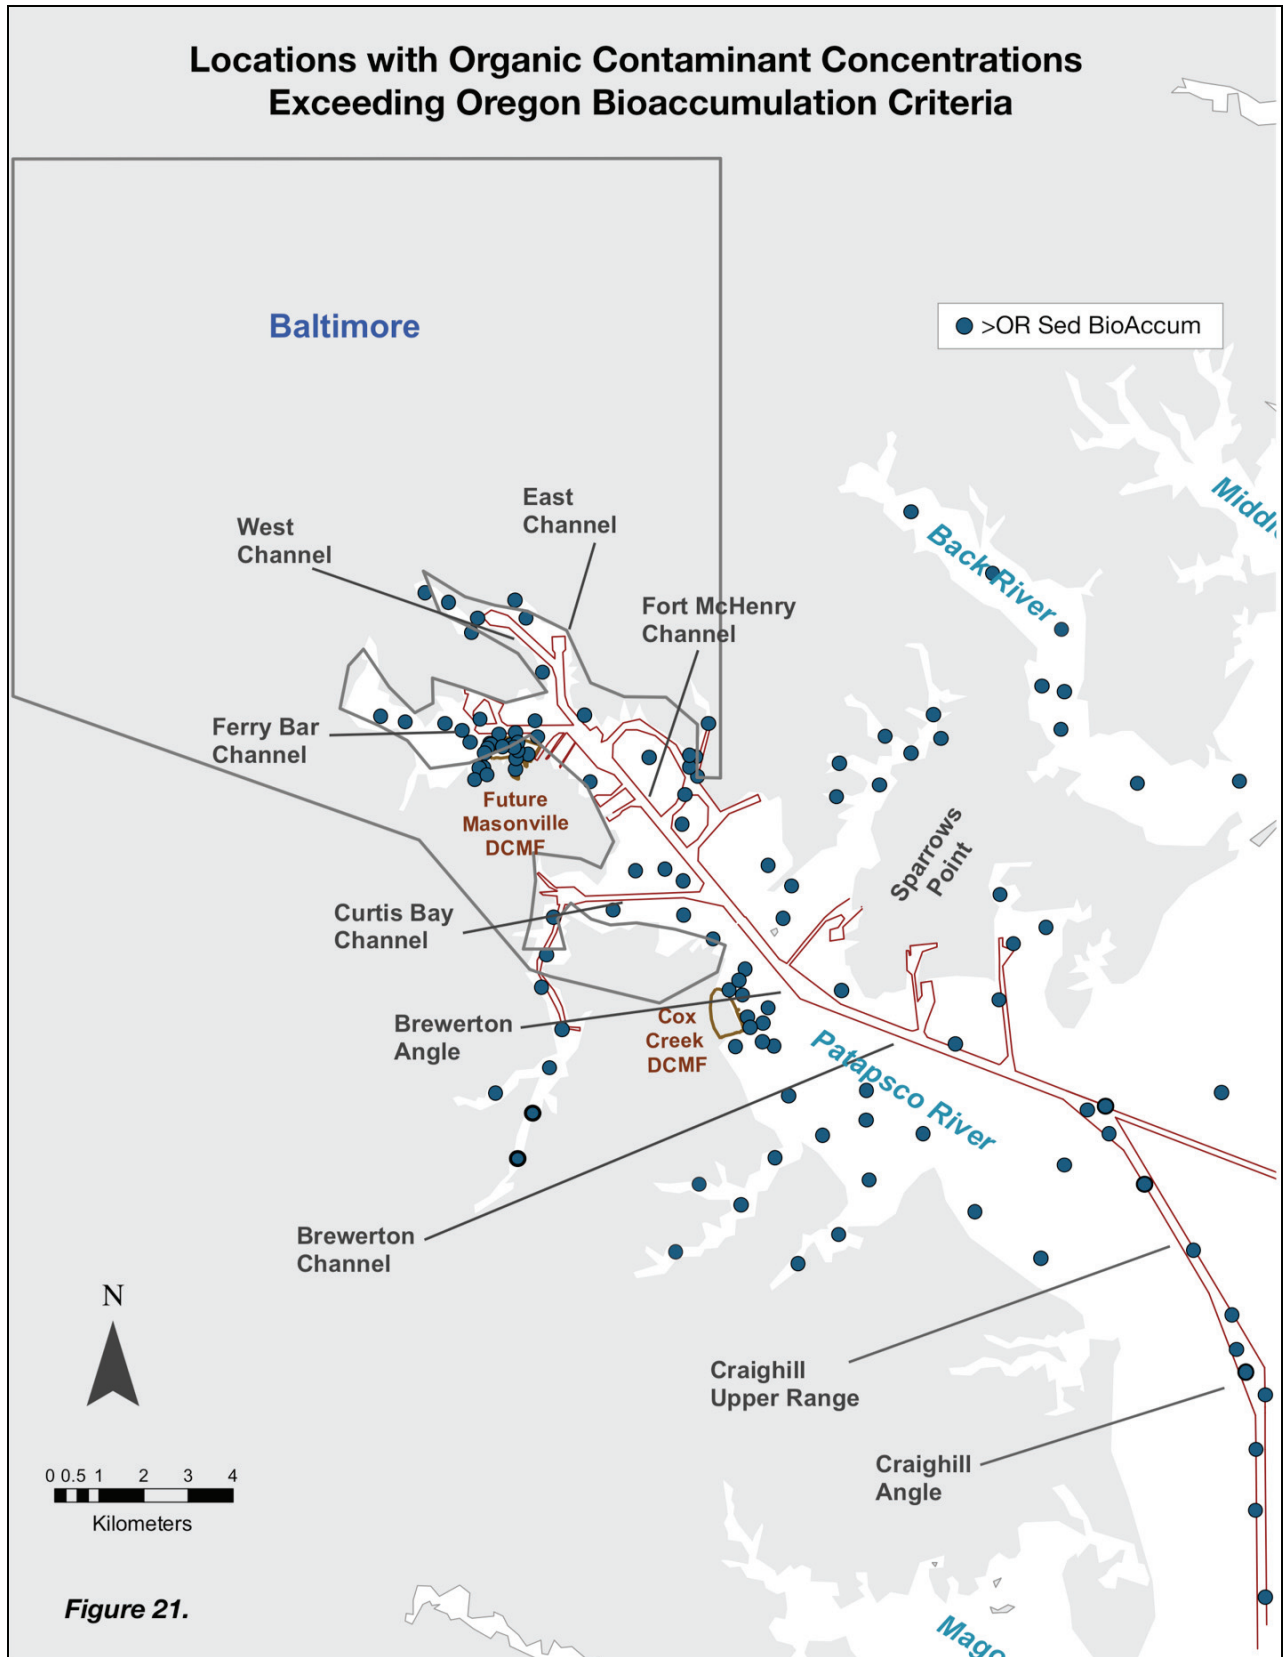 Locations with Organic Contaminant Concentrations
Exceeding Oregon Bioaccumulation Criteria
Baltimore
>OR Sed BioAccum
East
Channel
West
Channel
Back River
Fort McHenry
Channel
Ferry Bar
Channel
Future
Masonville
DCMF
Sparrows
Point
Curtis Bay
Channel
Brewerton
Angle
Cox
Creek
DCMF
Patapsco River
Brewerton
Channel
N
Craighill
Upper Range
Craighill
Angle
0 0.5 1 2 3 4
Kilometers
Figure 21.